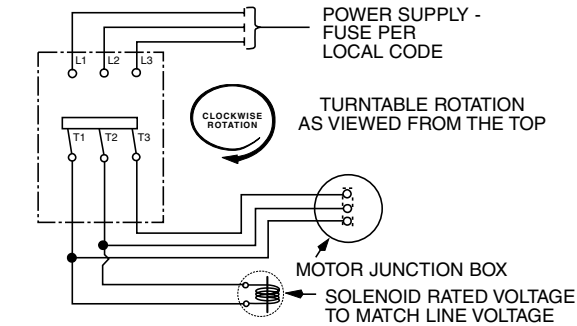 POWER SUPPLY -
FUSE PER
LOCAL CODE
L1 L2 L3
CLOCKWISE
ROTATION
TURNTABLE ROTATION
AS VIEWED FROM THE TOP
T1 T2 T3
MOTOR JUNCTION BOX
SOLENOID RATED VOLTAGE
TO MATCH LINE VOLTAGE